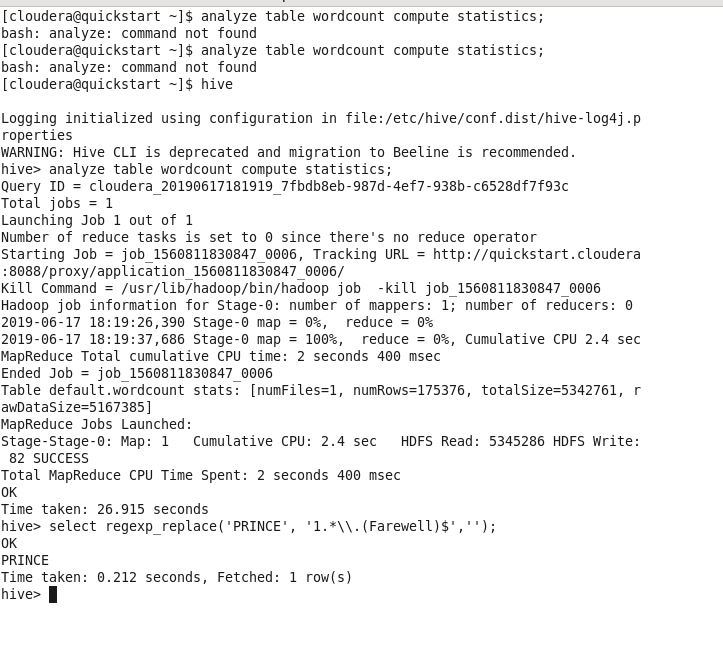 [cloudera@quickstart ~]$ analyze table wordcount compute statistics;
bash: analyze: command not found
[cloudera@quickstart ~]$ analyze table wordcount compute statistics;
bash: analyze: command not found
[cloudera@quickstart ~]$ hive
Logging initialized using configuration in file:/etc/hive/conf.dist/hive-log4j.p
roperties
WARNING: Hive CLI is deprecated and migration to Beeline is recommended.
hive> analyze table wordcount compute statistics;
Query ID = cloudera_20190617181919_7fbdb8eb-987d-4ef7-938b-c6528df7f93c
Total jobs = 1
Launching Job 1 out of 1
Number of reduce tasks is set to 0 since there's no reduce operator
Starting Job = job_1560811830847_0006, Tracking URL = http://quickstart.cloudera
:8088/proxy/application_1560811830847_0006/
Kill Command = /usr/lib/hadoop/bin/hadoop job  -kill job_1560811830847_0006
Hadoop job information for Stage-0: number of mappers: 1; number of reducers: 0
2019-06-17 18:19:26,390 Stage-0 map = 0%,  reduce = 0%
2019-06-17 18:19:37,686 Stage-0 map = 100%,  reduce = 0%, Cumulative CPU 2.4 sec
MapReduce Total cumulative CPU time: 2 seconds 400 msec
Ended Job = job_1560811830847_0006
Table default.wordcount stats: [numFiles=1, numRows=175376, totalSize=5342761, r
awDataSize=5167385]
MapReduce Jobs Launched:
Stage-Stage-0: Map: 1   Cumulative CPU: 2.4 sec   HDFS Read: 5345286 HDFS Write:
 82 SUCCESS
Total MapReduce CPU Time Spent: 2 seconds 400 msec
OK
Time taken: 26.915 seconds
hive> select regexp_replace('PRINCE', '1.*\\.(Farewell)$','');
OK
PRINCE
Time taken: 0.212 seconds, Fetched: 1 row(s)
hive>